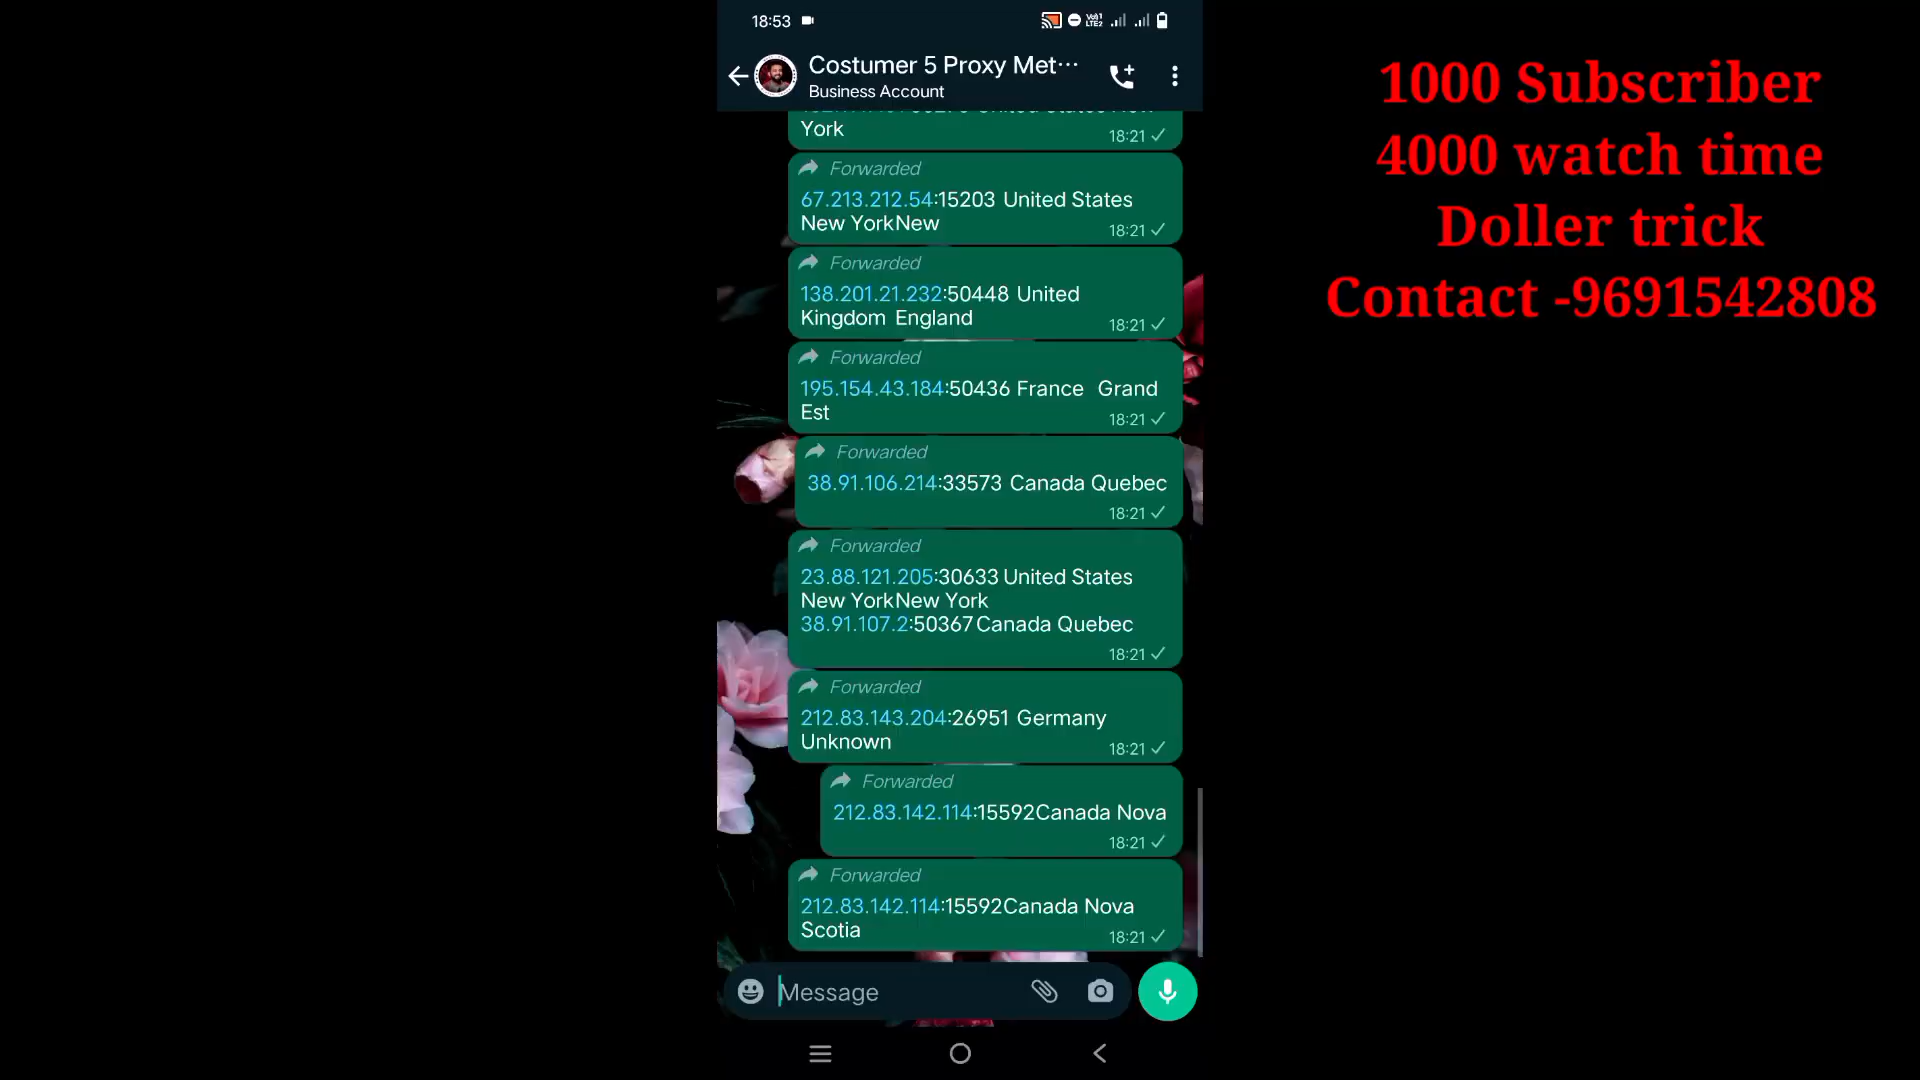 18:53
Vo))1
LTE2
Costumer 5 Proxy Met...
Business Account
York
18:21
Forwarded
67.213.212.54:15203 United States
New YorkNew
18:21
Forwarded
138.201.21.232:50448 United
Kingdom England
18:21
Forwarded
195.154.43.184:50436 France Grand
Est
18:21
Forwarded
38.91.106.214:33573 Canada Quebec
18:21
Forwarded
23.88.121.205:30633 United States
New YorkNew York
38.91.107.2:50367 Canada Quebec
18:21
Forwarded
212.83.143.204:26951 Germany
Unknown
18:21
Forwarded
212.83.142.114:15592Canada Nova
18:21
Forwarded
212.83.142.114:15592Canada Nova
Scotia
18:21
Message
1000 Subscriber
4000 watch time
Doller trick
Contact -9691542808